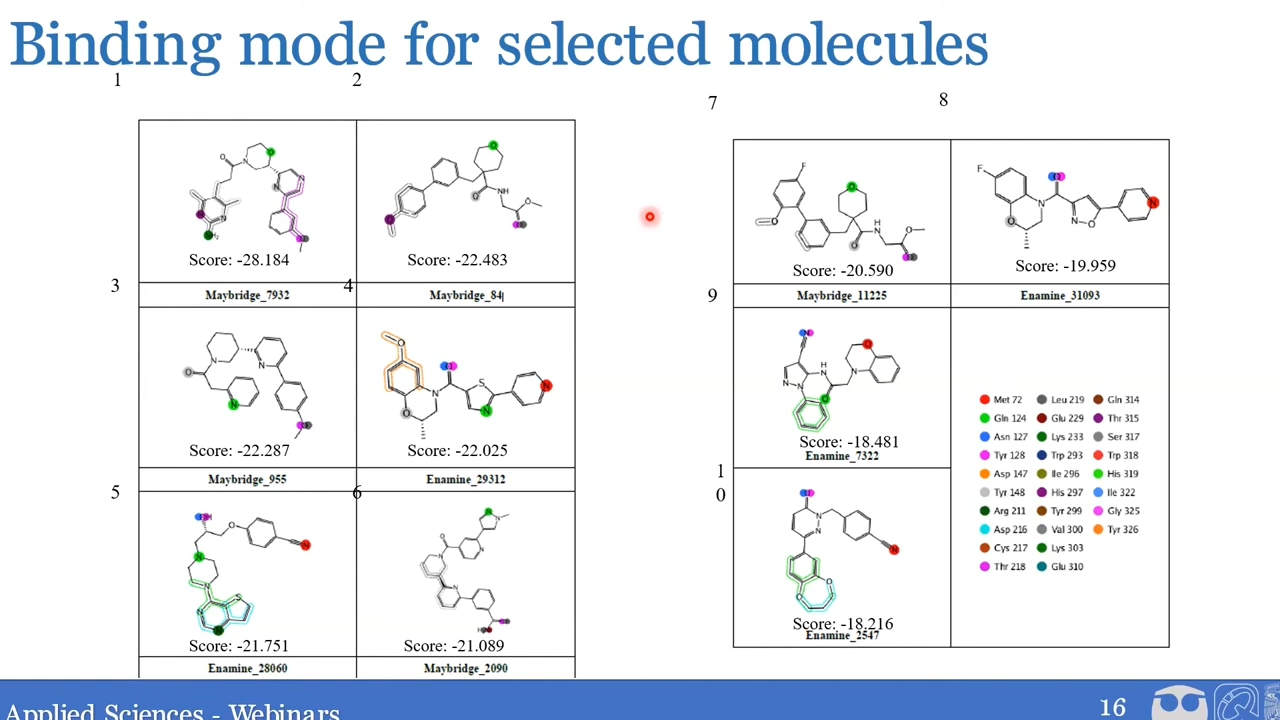 Binding mode for selected molecules
1
2
Score: -28.184
Score: -22.483
Maybridge_7932
Maybridge_84
3
4
Score: -22.287
Score: -22.025
Maybridge_955
Enamine_29312
5
6
Score: -21.751
Score: -21.089
Enamine_28060
Maybridge_2090
7
8
Score: -20.590
Score: -19.959
Maybridge_11225
Enamine_31093
9
Score: -18.481
Enamine_7322
1
0
Score: -18.216
Enamine_2547
Met 72 Leu 219 Gln 314
Gln 124 Glu 229 Thr 315
Asn 127 Lys 233 Ser 317
Tyr 128 Trp 293 Trp 318
Asp 147 Ile 296 His 319
Tyr 148 His 297 Ile 322
Arg 211 Tyr 299 Gly 325
Asp 216 Val 300 Tyr 326
Cys 217 Lys 303
Thr 218 Glu 310
Applied Sciences - Webinars
16